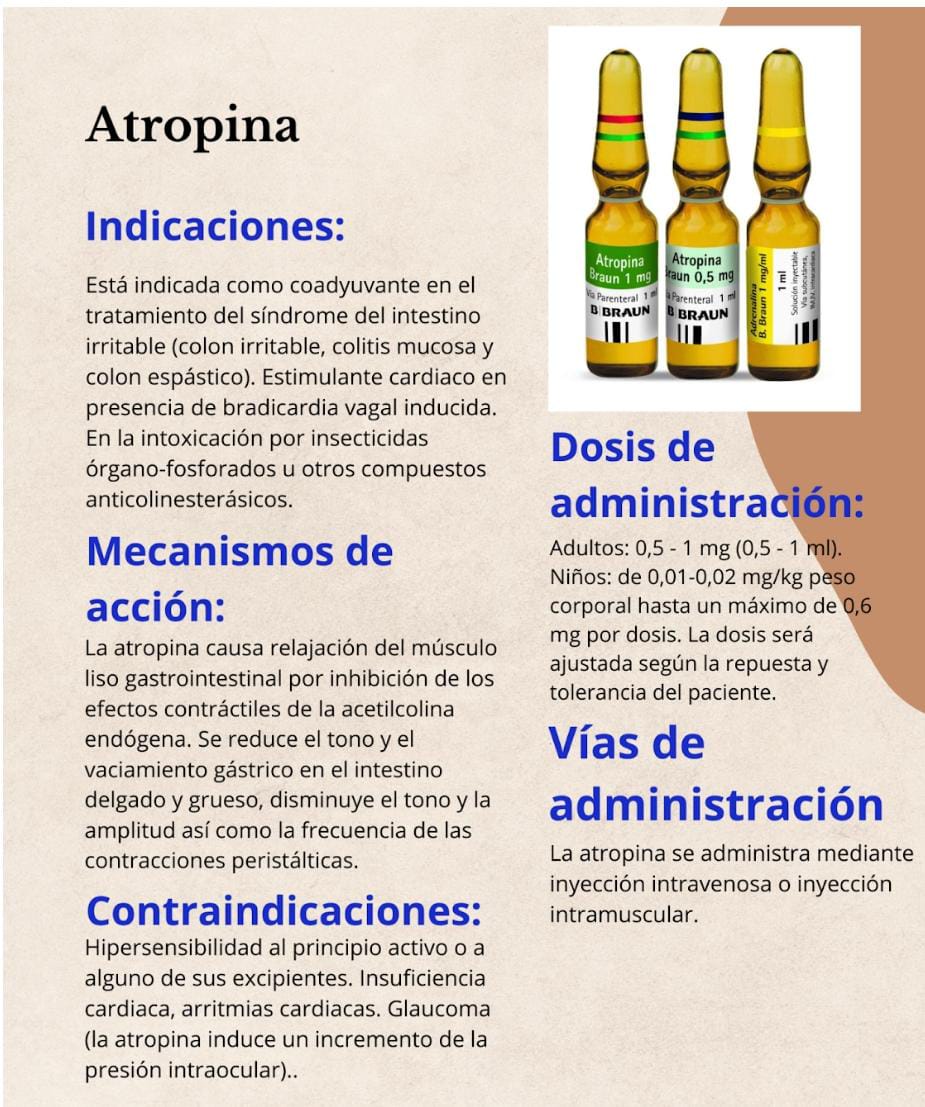 Atropina
Indicaciones:
Está indicada como coadyuvante en el
tratamiento del síndrome del intestino
irritable (colon irritable, colitis mucosa y
colon espástico). Estimulante cardiaco en
presencia de bradicardia vagal inducida.
En la intoxicación por insecticidas
órgano-fosforados u otros compuestos
anticolinesterásicos.
Mecanismos de
acción:
La atropina causa relajación del músculo
liso gastrointestinal por inhibición de los
efectos contráctiles de la acetilcolina
endógena. Se reduce el tono y el
vaciamiento gástrico en el intestino
delgado y grueso, disminuye el tono y la
amplitud así como la frecuencia de las
contracciones peristálticas.
Contraindicaciones:
Hipersensibilidad al principio activo o a
alguno de sus excipientes. Insuficiencia
cardiaca, arritmias cardiacas. Glaucoma
(la atropina induce un incremento de la
presión intraocular)..
Atropina
Braun 1 mg
Vía Parenteral 1 ml
B BRAUN
Atropina
Braun 0,5 mg
Parenteral 1 ml
B BRAUN
Adrenalina
B. Braun 1 mg/ml
1 ml
Solución inyectable
Vía subcutánea,
Dosis de
administración:
Adultos: 0,5 - 1 mg (0,5 - 1 ml).
Niños: de 0,01-0,02 mg/kg peso
corporal hasta un máximo de 0,6
mg por dosis. La dosis será
ajustada según la repuesta y
tolerancia del paciente.
Vías de
administración
La atropina se administra mediante
inyección intravenosa o inyección
intramuscular.